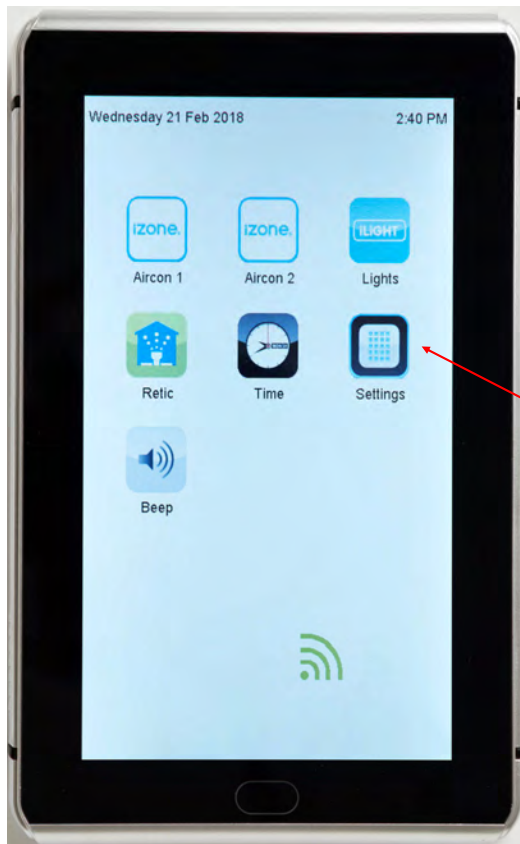 Wednesday 21 Feb 2018 2:40 PM
izone. izone. iLIGHT
Aircon 1 Aircon 2 Lights
Retic Time Settings
Beep